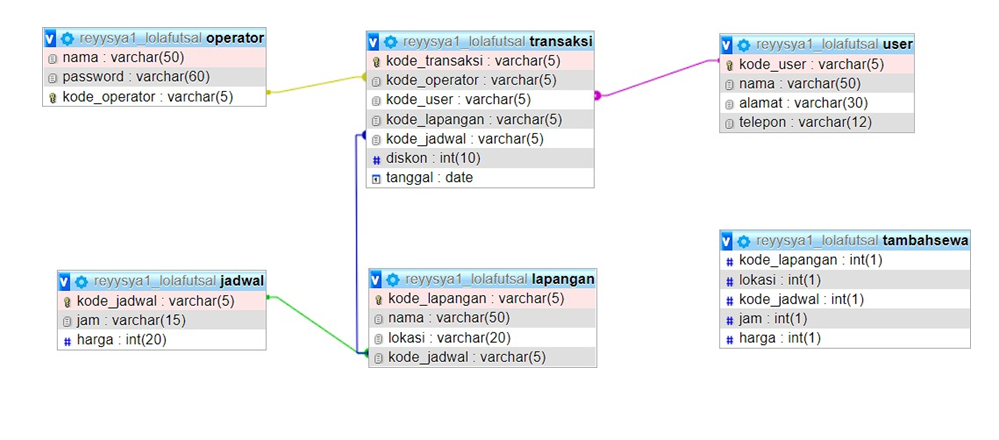 reyysya1_lolafutsal operator
nama : varchar(50)
password : varchar(60)
kode_operator : varchar(5)
reyysya1_lolafutsal transaksi
kode_transaksi : varchar(5)
kode_operator : varchar(5)
kode_user : varchar(5)
kode_lapangan : varchar(5)
kode_jadwal : varchar(5)
diskon : int(10)
tanggal : date
reyysya1_lolafutsal user
kode_user : varchar(5)
nama : varchar(50)
alamat : varchar(30)
telepon : varchar(12)
reyysya1_lolafutsal jadwal
kode_jadwal : varchar(5)
jam : varchar(15)
harga : int(20)
reyysya1_lolafutsal lapangan
kode_lapangan : varchar(5)
nama : varchar(50)
lokasi : varchar(20)
kode_jadwal : varchar(5)
reyysya1_lolafutsal tambahsewa
kode_lapangan : int(1)
lokasi : int(1)
kode_jadwal : int(1)
jam : int(1)
harga : int(1)